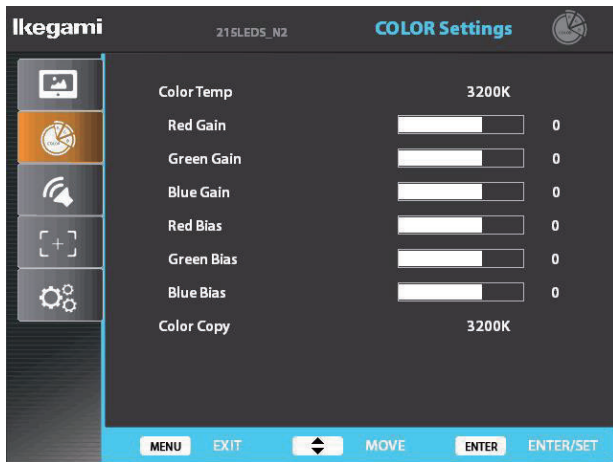 Ikegami 215LEDS_N2 COLOR Settings
Color Temp 3200K
Red Gain 0
Green Gain 0
Blue Gain 0
Red Bias 0
Green Bias 0
Blue Bias 0
Color Copy 3200K
MENU EXIT MOVE ENTER ENTER/SET